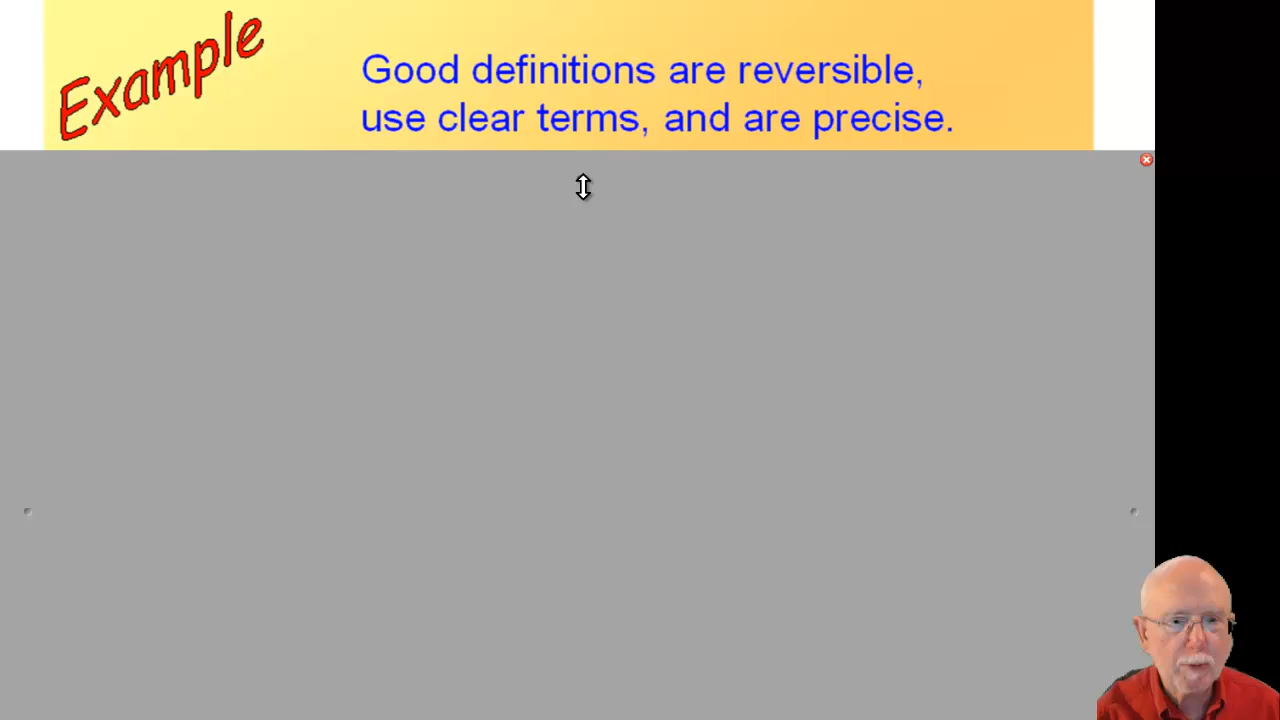 Example
Good definitions are reversible,
use clear terms, and are precise.